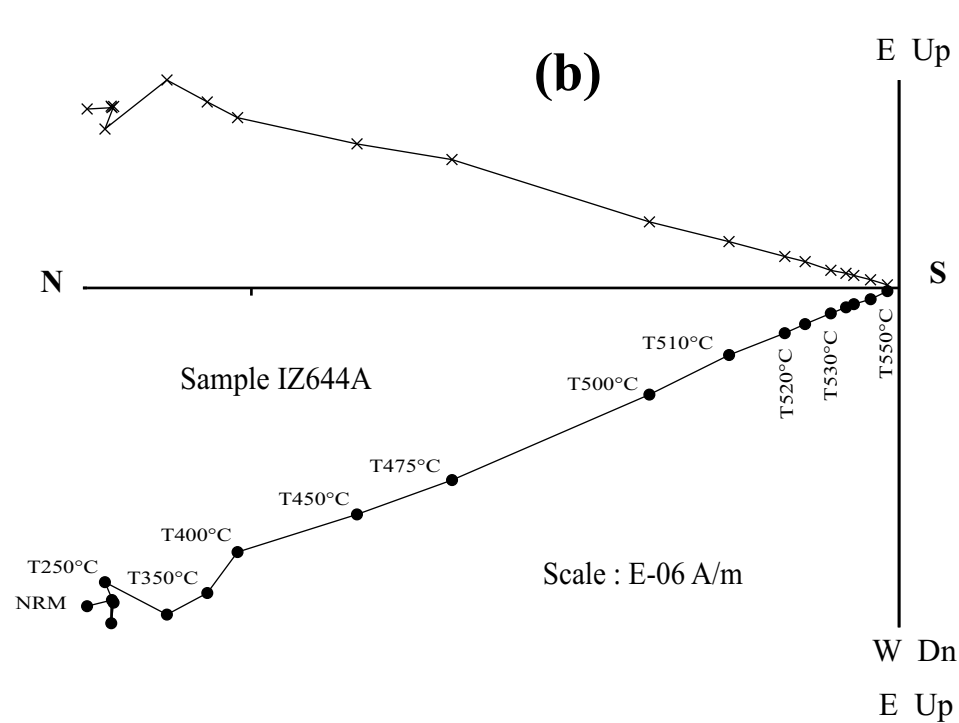 E Up
(b)
N
S
T510°C
T550°C
T520°C
T530°C
Sample IZ644A
T500°C
T475°C
T450°C
T400°C
T250°C
T350°C
Scale : E-06 A/m
NRM
W Dn
E Up